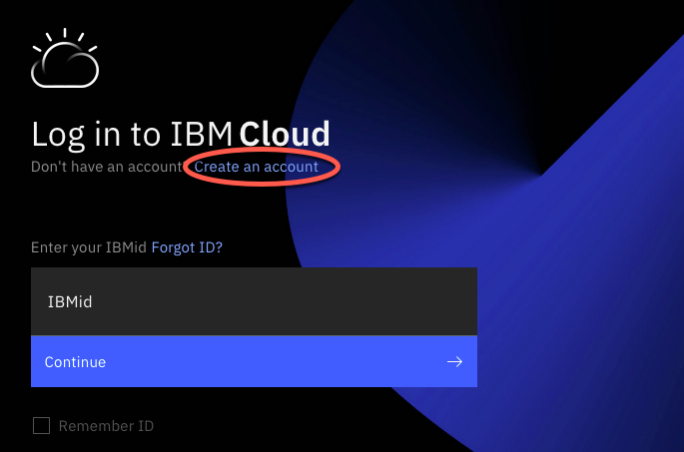 Log in to IBM Cloud
Don't have an account Create an account
Enter your IBMid Forgot ID?
IBMid
Continue →
Remember ID